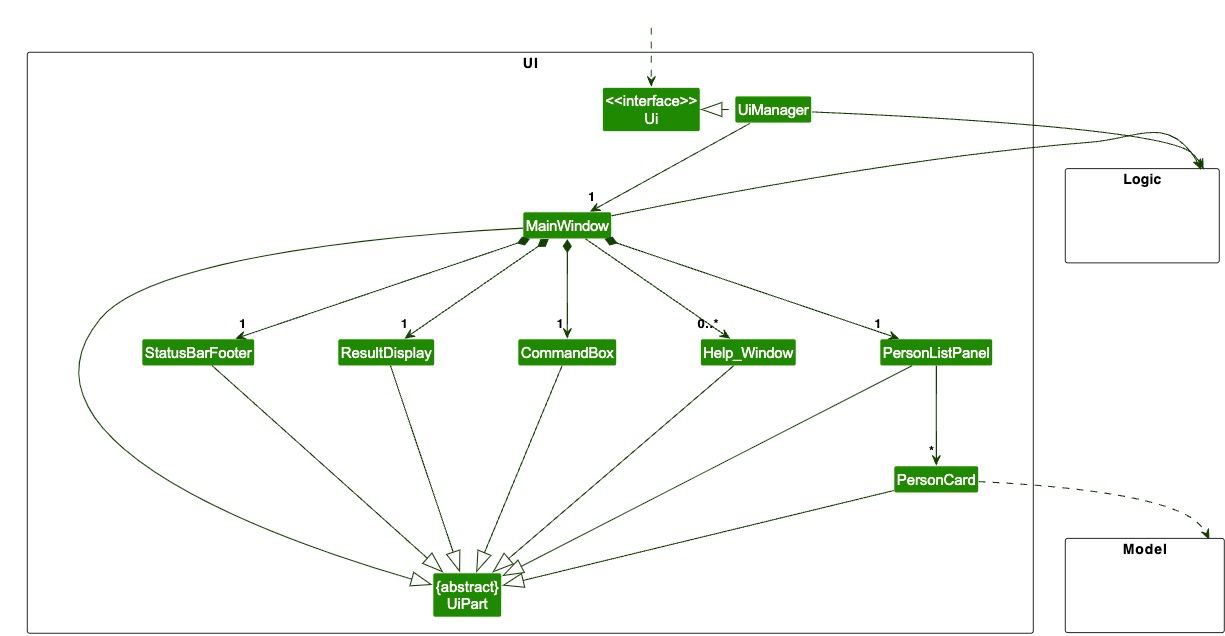 UI
<<interface>>
Ui
UiManager
Logic
1
MainWindow
1
1
1
0..*
1
StatusBarFooter
ResultDisplay
CommandBox
Help_Window
PersonListPanel
*
PersonCard
Model
{abstract}
UiPart